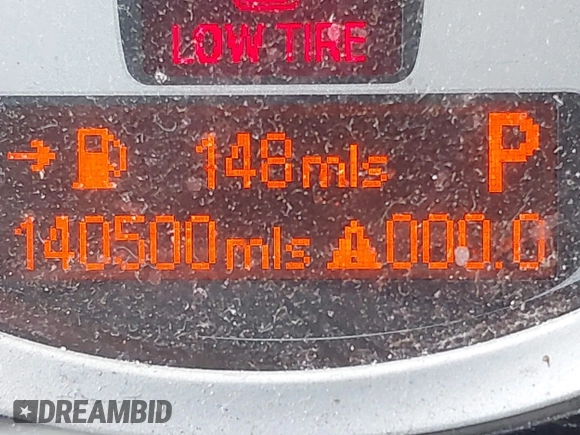 LOW TIRE
148mls P
140500mls 000.0
DREAMBID